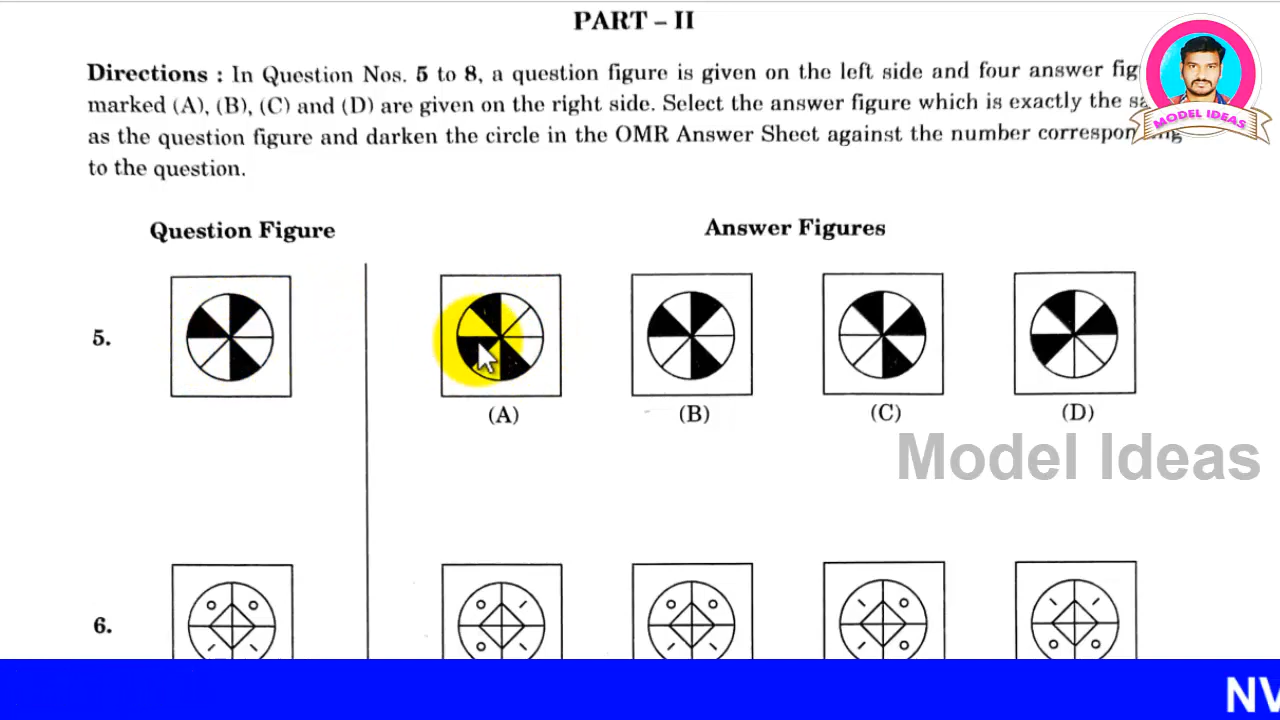 PART – II
Directions : In Question Nos. 5 to 8, a question figure is given on the left side and four answer fig
marked (A), (B), (C) and (D) are given on the right side. Select the answer figure which is exactly the sa
as the question figure and darken the circle in the OMR Answer Sheet against the number correspon ing
to the question.
MODEL IDEAS
Question Figure
Answer Figures
5.
(A)
(B)
(C)
(D)
Model Ideas
6.
NV